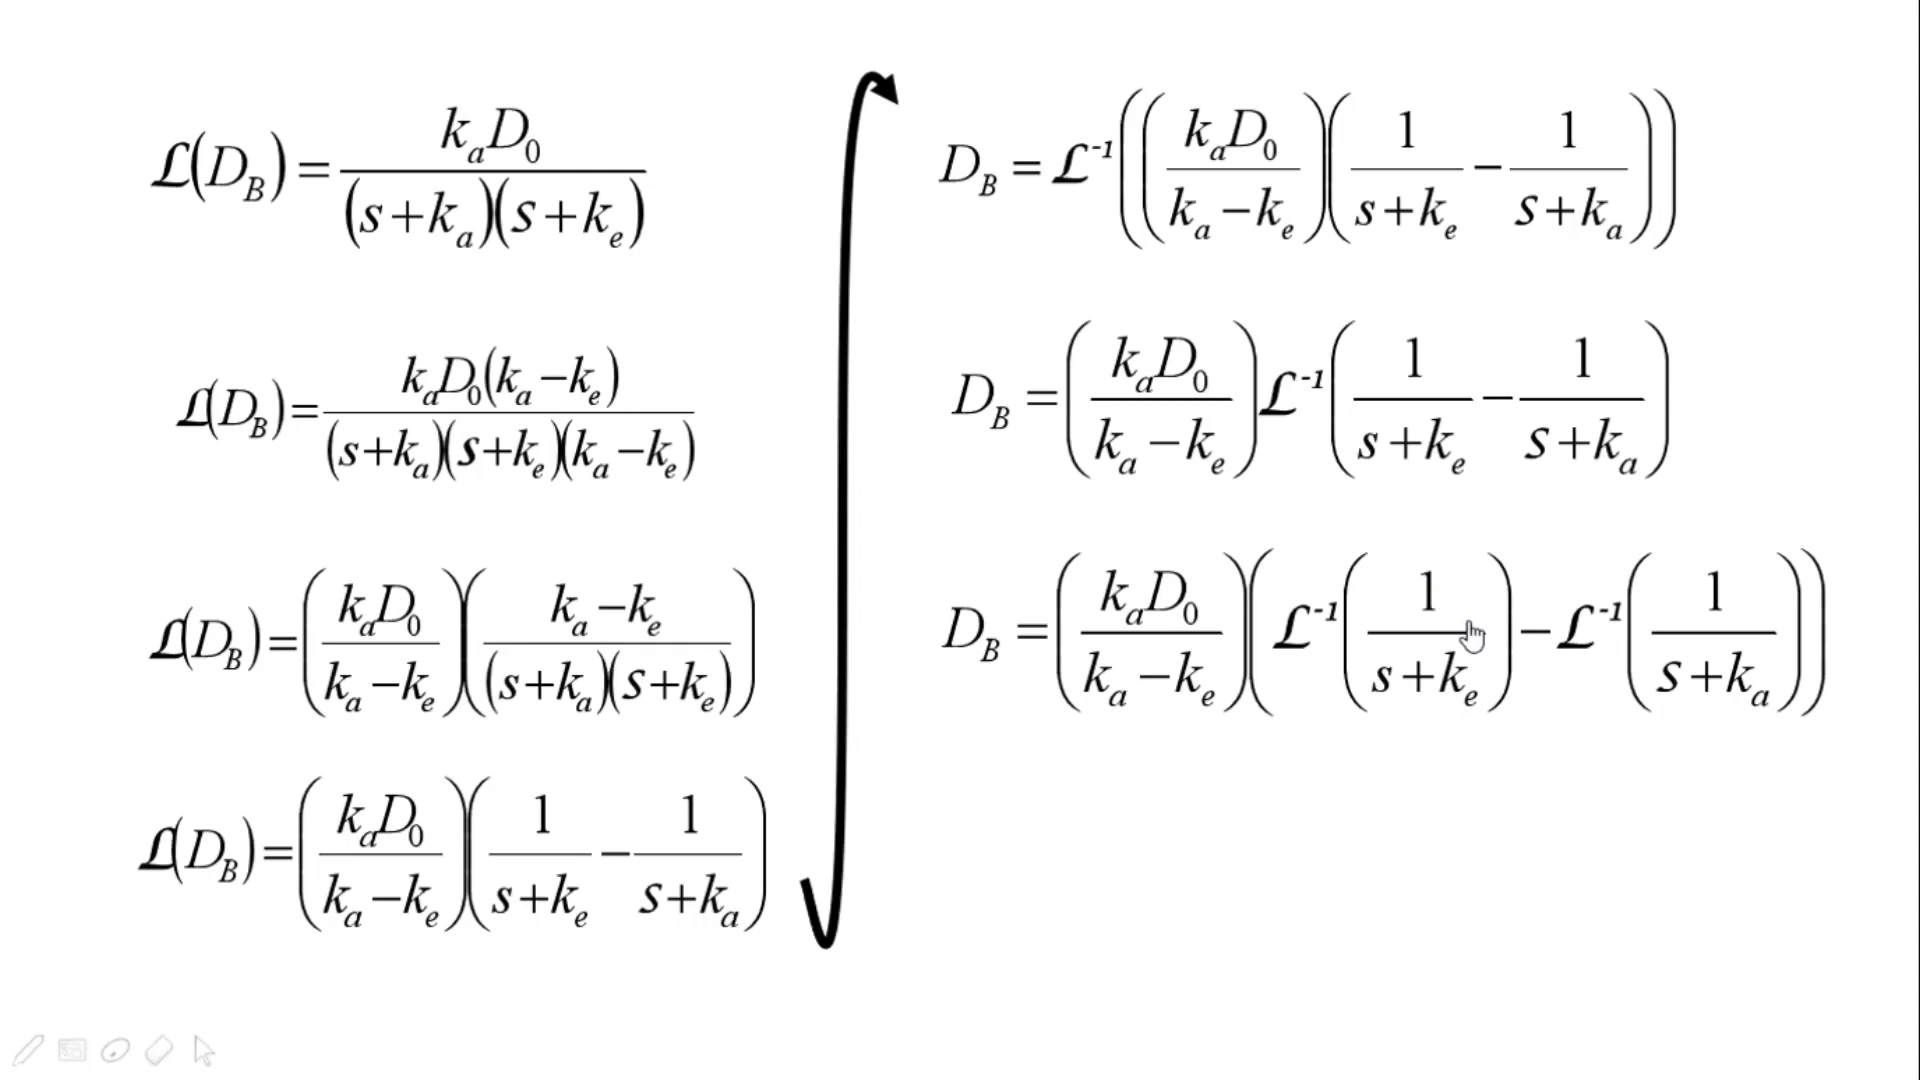 ℒ(D_B) = k_a D_0 / (s + k_a)(s + k_e)
ℒ(D_B) = k_a D_0 (k_a − k_e) / (s + k_a)(s + k_e)(k_a − k_e)
ℒ(D_B) = (k_a D_0 / k_a − k_e)(k_a − k_e / (s + k_a)(s + k_e))
ℒ(D_B) = (k_a D_0 / k_a − k_e)(1 / s + k_e − 1 / s + k_a)
D_B = ℒ^-1((k_a D_0 / k_a − k_e)(1 / s + k_e − 1 / s + k_a))
D_B = (k_a D_0 / k_a − k_e) ℒ^-1(1 / s + k_e − 1 / s + k_a)
D_B = (k_a D_0 / k_a − k_e)(ℒ^-1(1 / s + k_e) − ℒ^-1(1 / s + k_a))